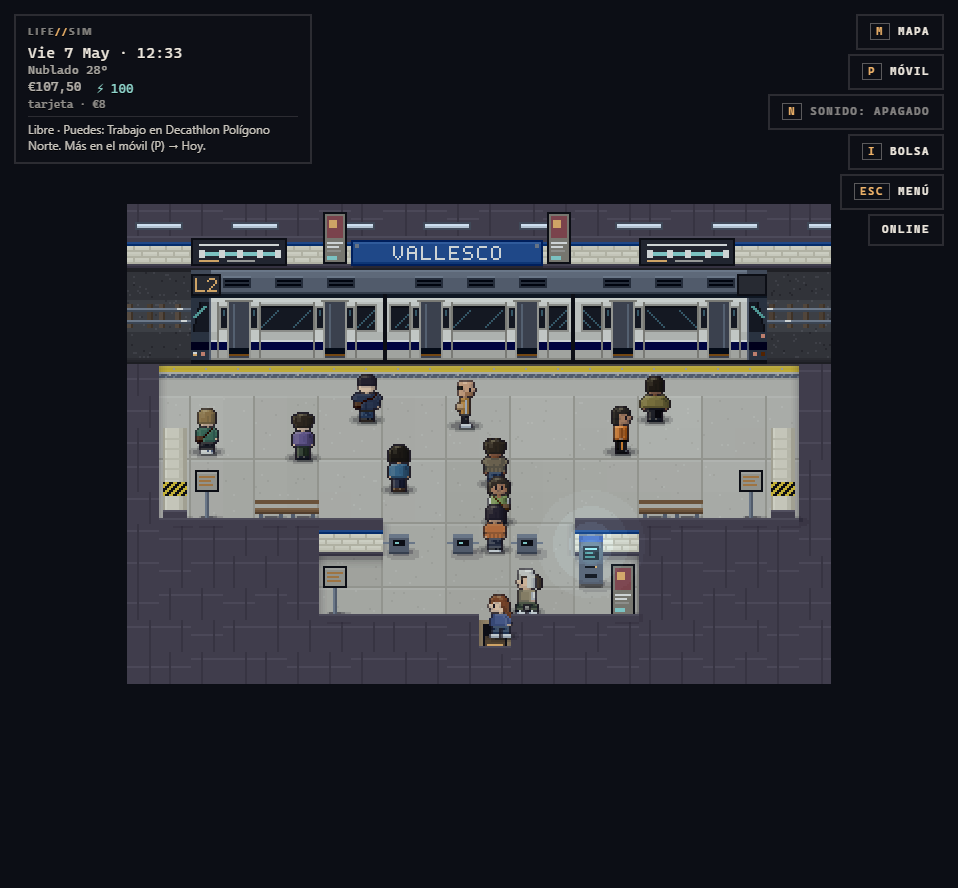 LIFE//SIM
Vie 7 May · 12:33
Nublado 28º
€107,50 ⚡ 100
tarjeta · €8
Libre · Puedes: Trabajo en Decathlon Polígono
Norte. Más en el móvil (P) → Hoy.
M MAPA
P MÓVIL
N SONIDO: APAGADO
I BOLSA
ESC MENÚ
ONLINE
VALLESCO
L2